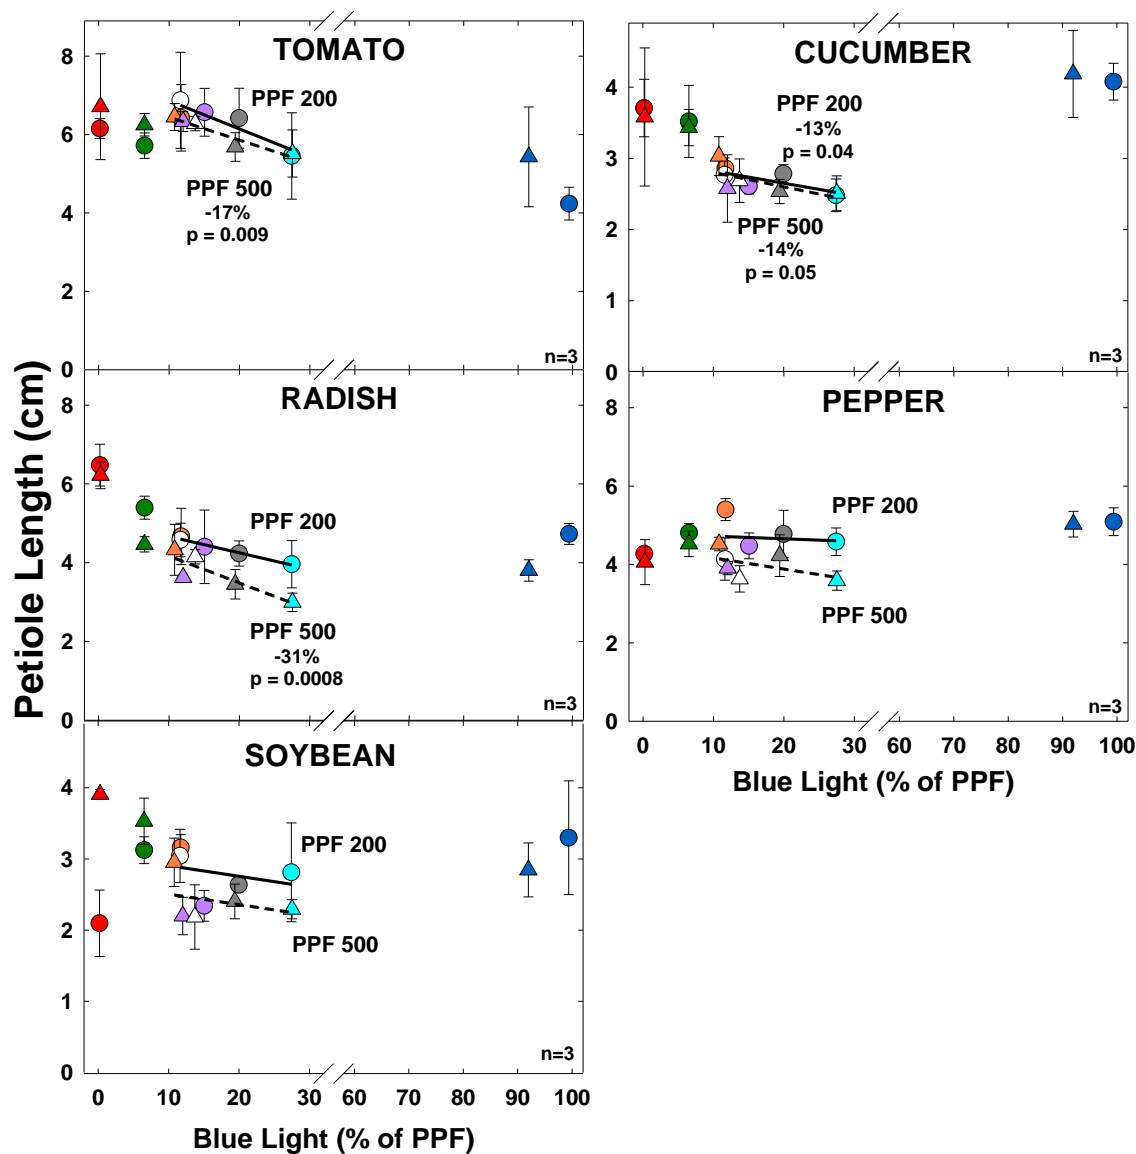 TOMATO
8
6
4
2
0
PPF 200
PPF 500
-17%
p = 0.009
n=3
CUCUMBER
4
3
2
1
0
PPF 200
-13%
p = 0.04
PPF 500
-14%
p = 0.05
n=3
Petiole Length (cm)
RADISH
8
6
4
2
0
PPF 200
PPF 500
-31%
p = 0.0008
n=3
PEPPER
8
6
4
2
0
PPF 200
PPF 500
n=3
0 10 20 30 60 70 80 90 100
Blue Light (% of PPF)
SOYBEAN
4
3
2
1
0
PPF 200
PPF 500
n=3
0 10 20 30 60 70 80 90 100
Blue Light (% of PPF)